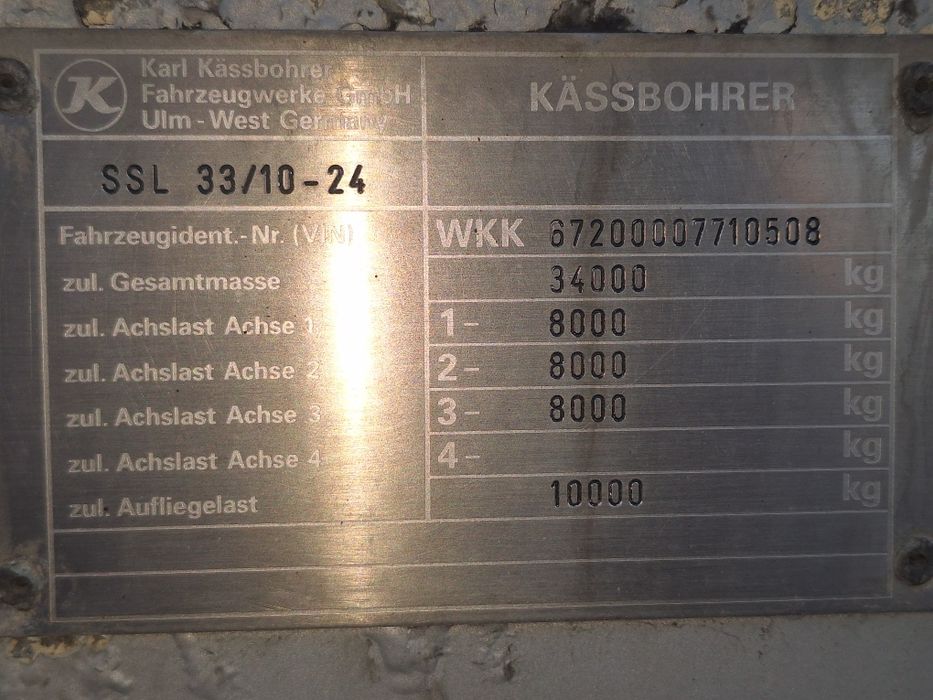 K
Karl Kässbohrer
Fahrzeugwerke GmbH
Ulm-West Germany
KÄSSBOHRER
SSL 33/10-24
Fahrzeugident.-Nr. (VIN) WKK 67200007710508
zul. Gesamtmasse 34000 kg
zul. Achslast Achse 1 1- 8000 kg
zul. Achslast Achse 2 2- 8000 kg
zul. Achslast Achse 3 3- 8000 kg
zul. Achslast Achse 4 4- kg
zul. Aufliegelast 10000 kg